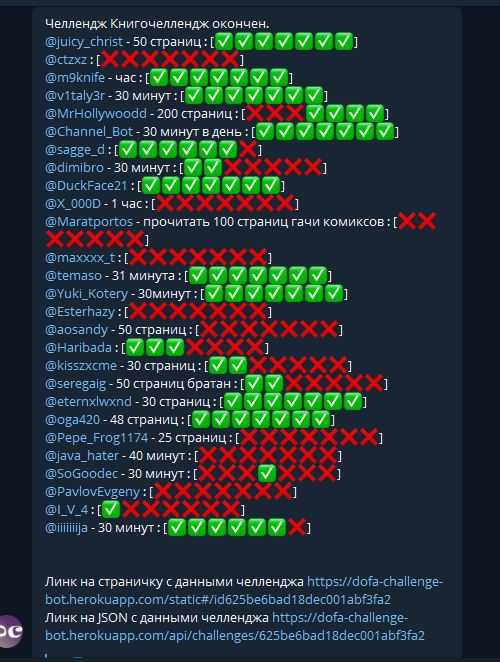 Челлендж Книгочеллендж окончен.
@juicy_christ - 50 страниц : [✅✅✅✅✅✅✅]
@ctzxz : [❌❌❌❌❌❌❌]
@m9knife - час : [✅✅✅✅✅✅✅]
@v1taly3r - 30 минут : [✅✅✅✅✅✅✅]
@MrHollywoodd - 200 страниц : [❌❌❌✅✅✅✅]
@Channel_Bot - 30 минут в день : [✅✅✅✅✅✅✅]
@sagge_d : [✅✅✅✅✅✅❌]
@dimibro - 30 минут : [✅✅❌❌❌❌❌]
@DuckFace21 : [✅✅✅✅✅✅✅]
@X_000D - 1 час : [❌❌❌❌❌❌❌]
@Maratportos - прочитать 100 страниц гачи комиксов : [❌❌
❌❌❌❌❌]
@maxxxx_t : [❌❌❌❌❌❌❌]
@temaso - 31 минута : [✅✅✅✅✅✅✅]
@Yuki_Kotery - 30минут : [✅✅✅✅✅✅✅]
@Esterhazy : [❌❌❌❌❌❌❌]
@aosandy - 50 страниц : [❌❌❌❌❌❌❌]
@Haribada : [✅✅✅❌❌❌❌]
@kisszxcme - 30 страниц : [✅✅❌❌❌❌❌]
@seregaig - 50 страниц братан : [✅✅❌❌❌❌❌]
@eternxlwxnd - 30 страниц : [✅✅✅✅✅✅✅]
@oga420 - 48 страниц : [✅✅✅✅✅✅✅]
@Pepe_Frog1174 - 25 страниц : [❌❌❌❌❌❌❌]
@java_hater - 40 минут : [❌❌❌❌❌❌❌]
@SoGoodec - 30 минут : [❌❌❌✅❌❌❌]
@PavlovEvgeny : [❌❌❌❌❌❌❌]
@I_V_4 : [✅❌❌❌❌❌❌]
@iiiiiiija - 30 минут : [✅✅✅✅✅✅❌]
Линк на страничку с данными челленджа https://dofa-challenge-
bot.herokuapp.com/static#/id625be6bad18dec001abf3fa2
Линк на JSON с данными челленджа https://dofa-challenge-
bot.herokuapp.com/api/challenges/625be6bad18dec001abf3fa2